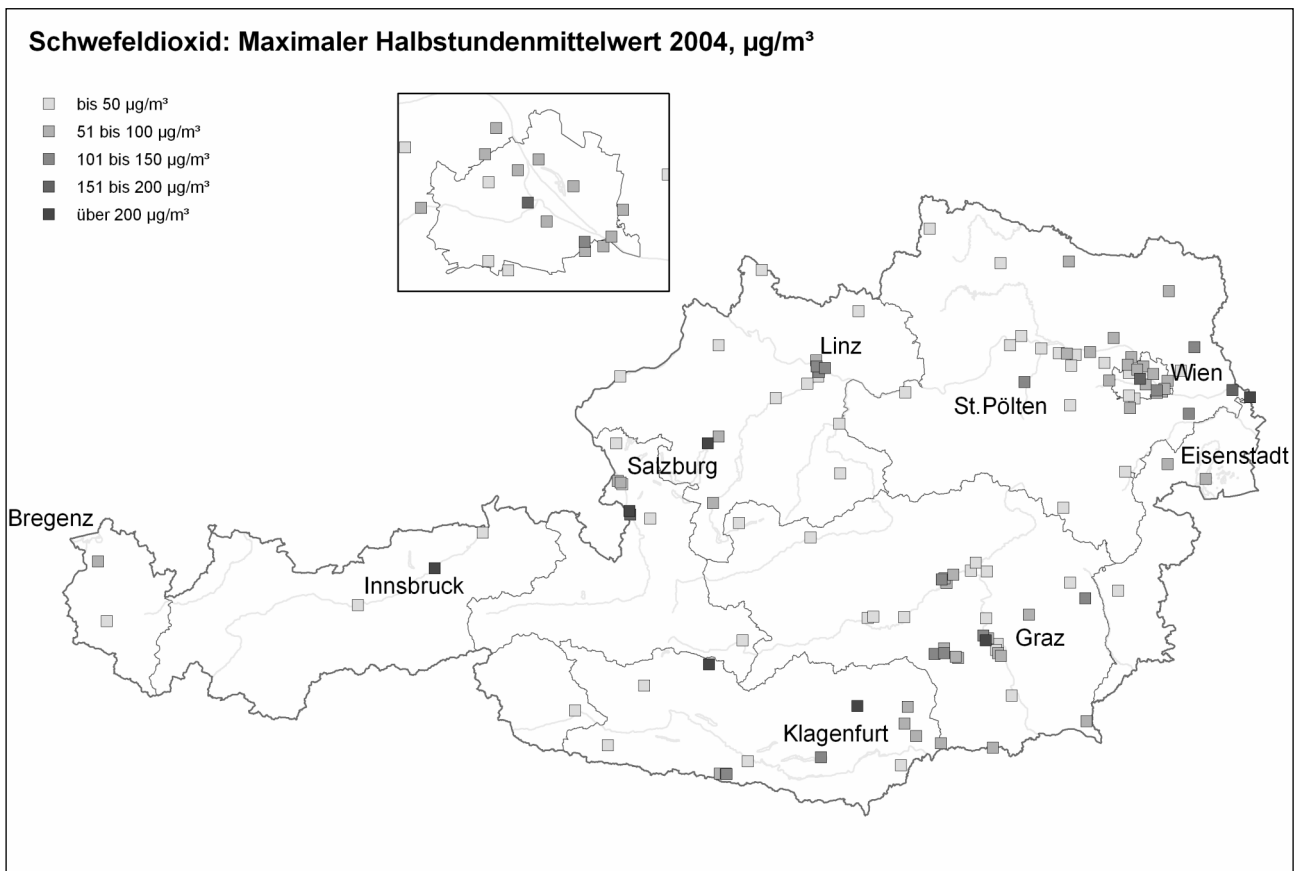 Schwefeldioxid: Maximaler Halbstundenmittelwert 2004, µg/m³
bis 50 µg/m³
51 bis 100 µg/m³
101 bis 150 µg/m³
151 bis 200 µg/m³
über 200 µg/m³
Linz
Wien
St.Pölten
Eisenstadt
Salzburg
Bregenz
Innsbruck
Graz
Klagenfurt